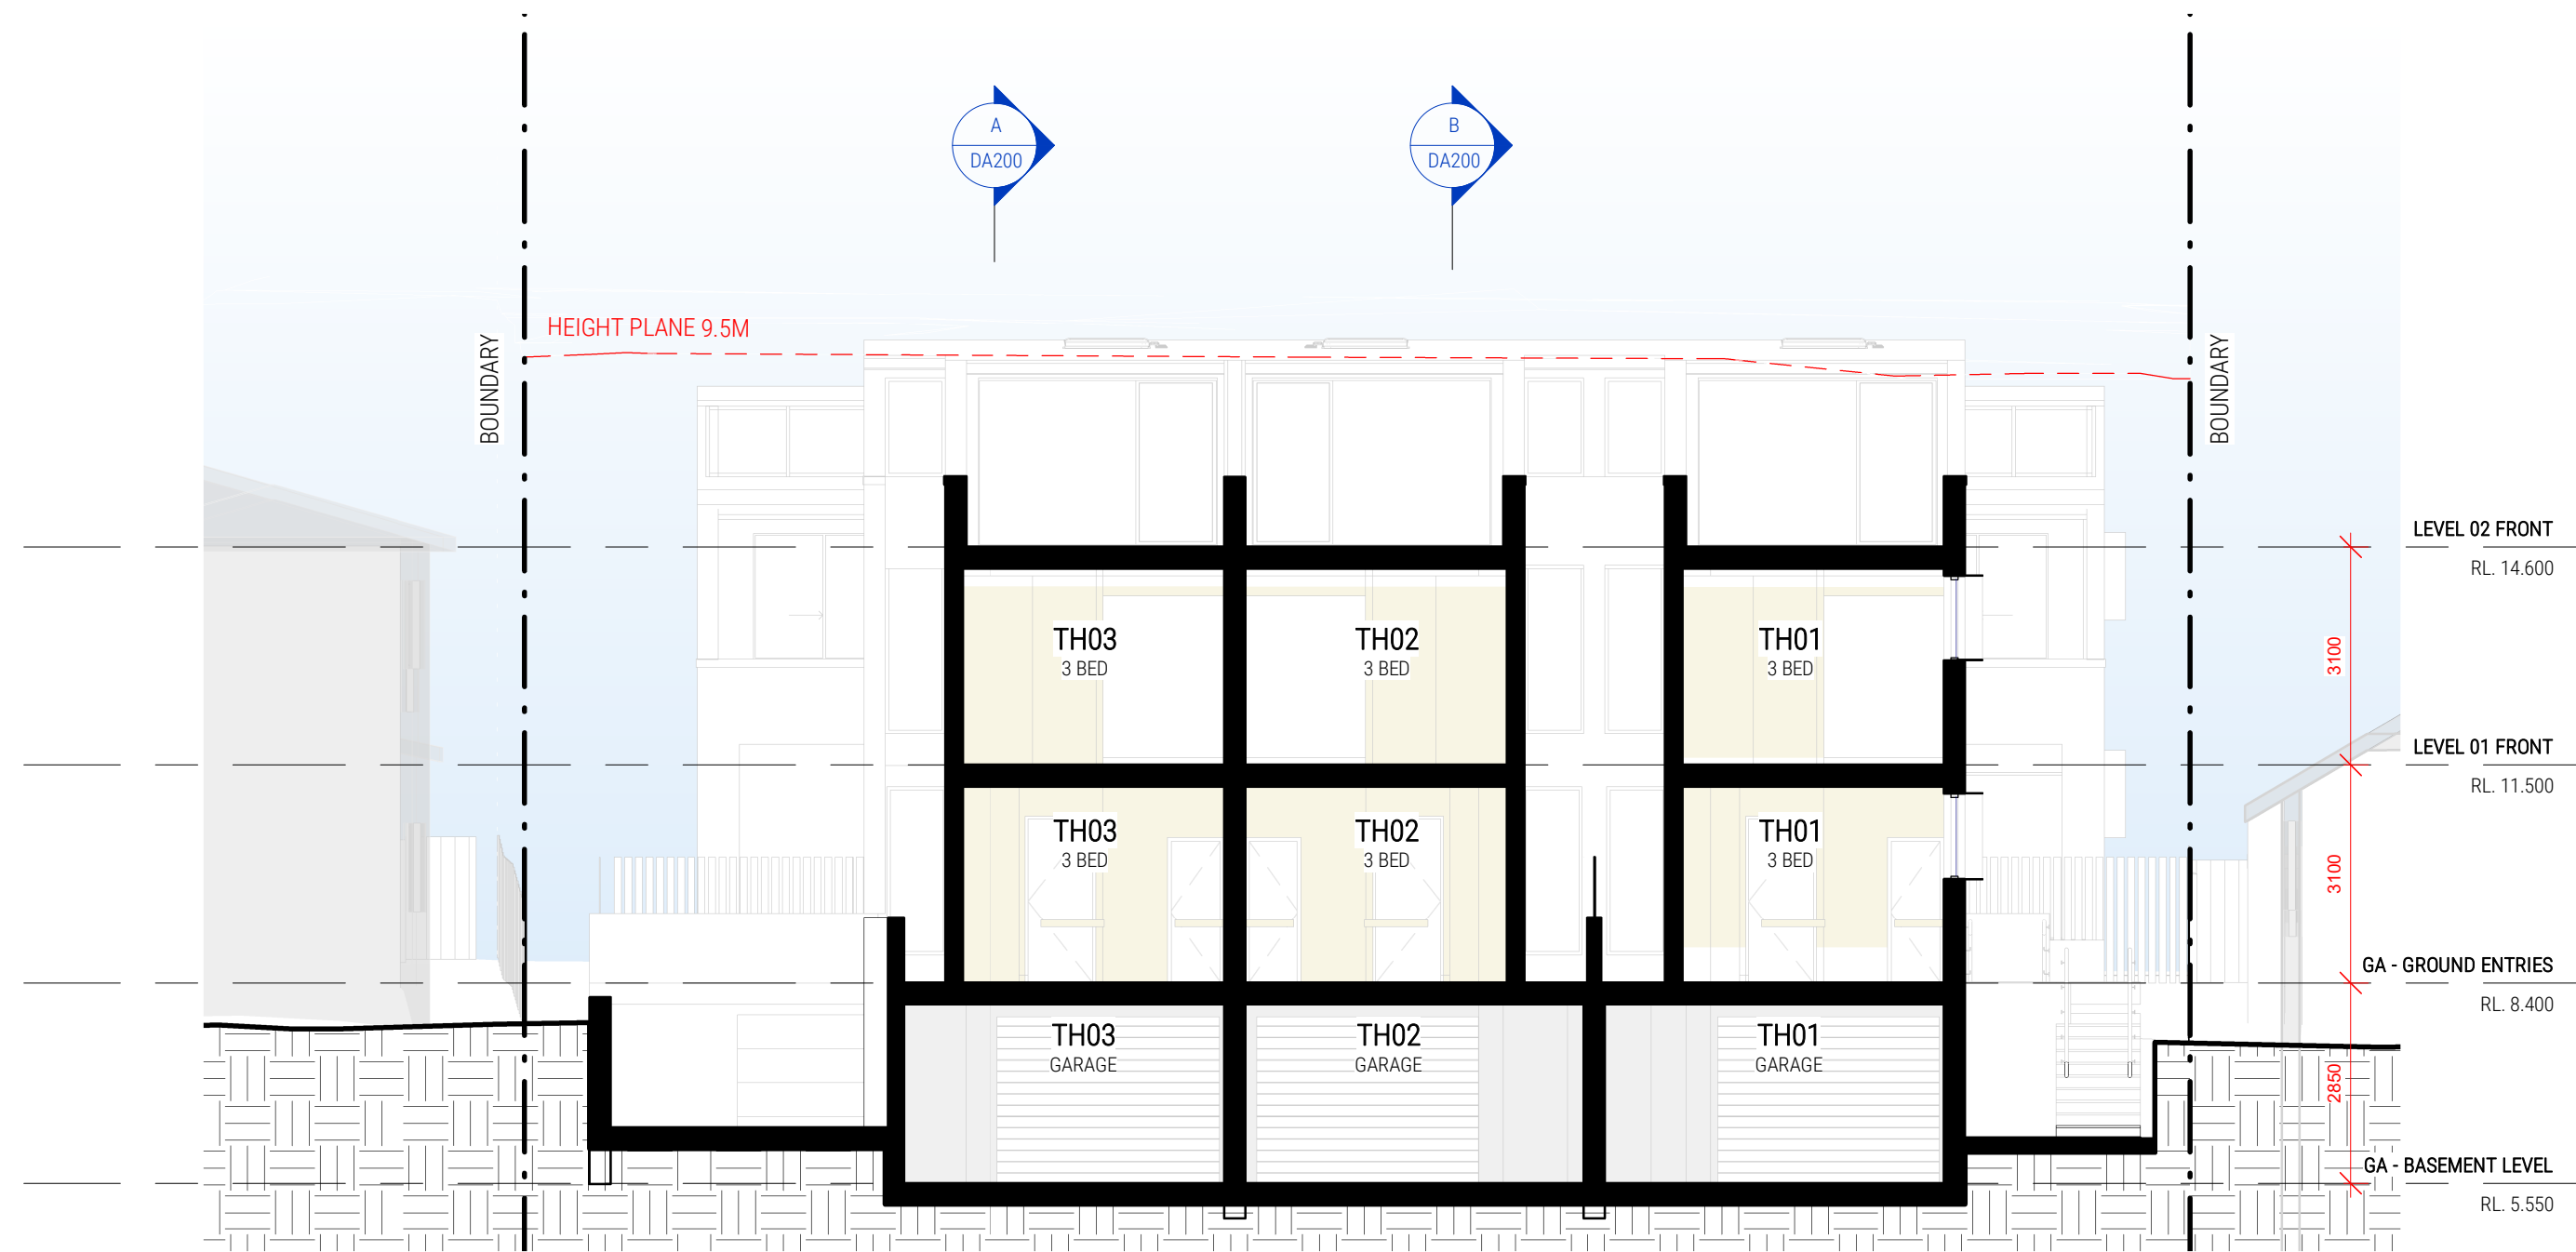 A
DA200
B
DA200
HEIGHT PLANE 9.5M
BOUNDARY
BOUNDARY
LEVEL 02 FRONT
RL. 14.600
TH03
3 BED
TH02
3 BED
TH01
3 BED
3100
LEVEL 01 FRONT
RL. 11.500
TH03
3 BED
TH02
3 BED
TH01
3 BED
3100
GA - GROUND ENTRIES
RL. 8.400
TH03
GARAGE
TH02
GARAGE
TH01
GARAGE
2850
GA - BASEMENT LEVEL
RL. 5.550